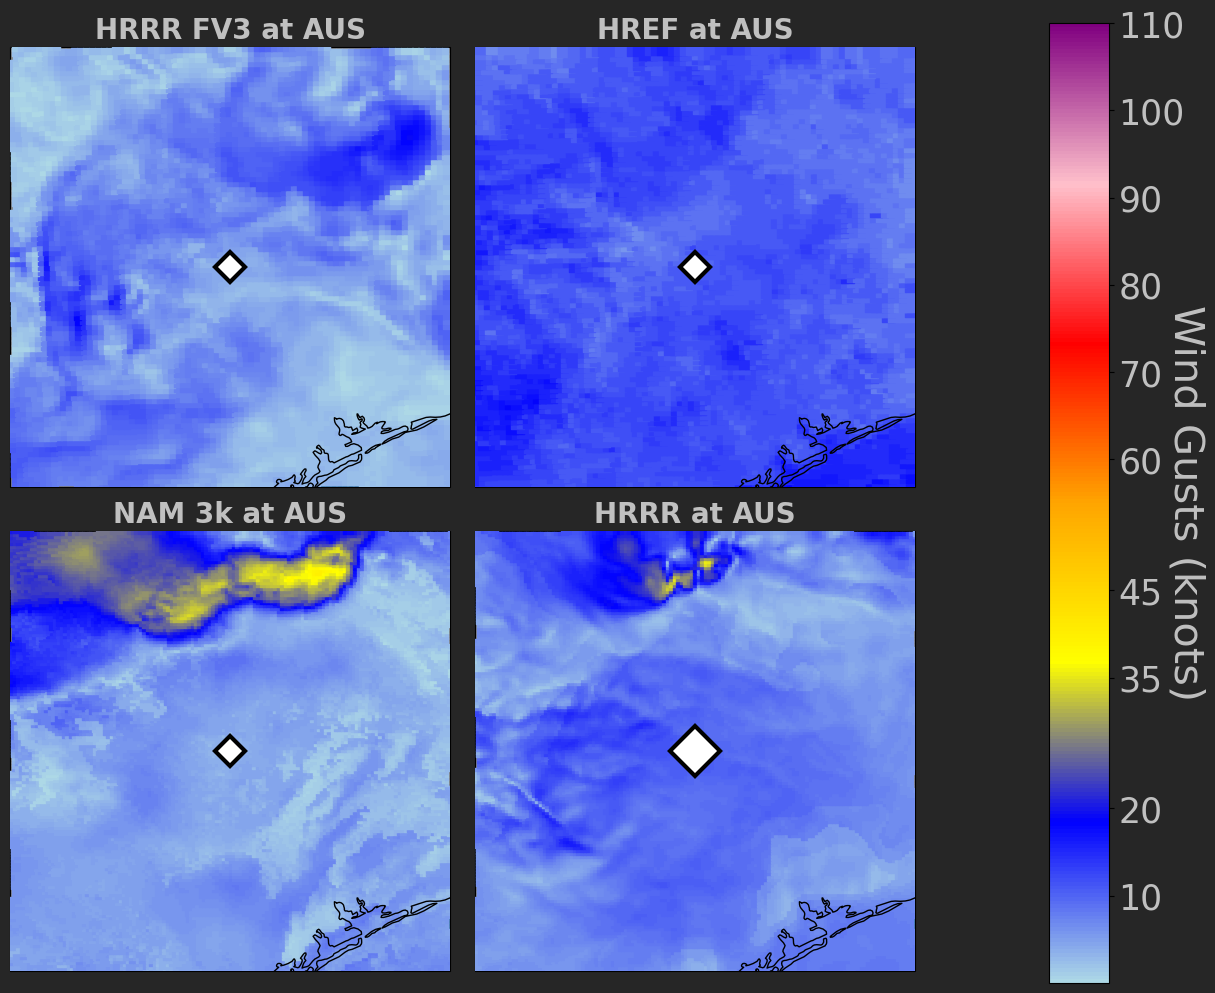 HRRR FV3 at AUS
HREF at AUS
NAM 3k at AUS
HRRR at AUS
110
100
90
80
70
60
45
35
20
10
Wind Gusts (knots)